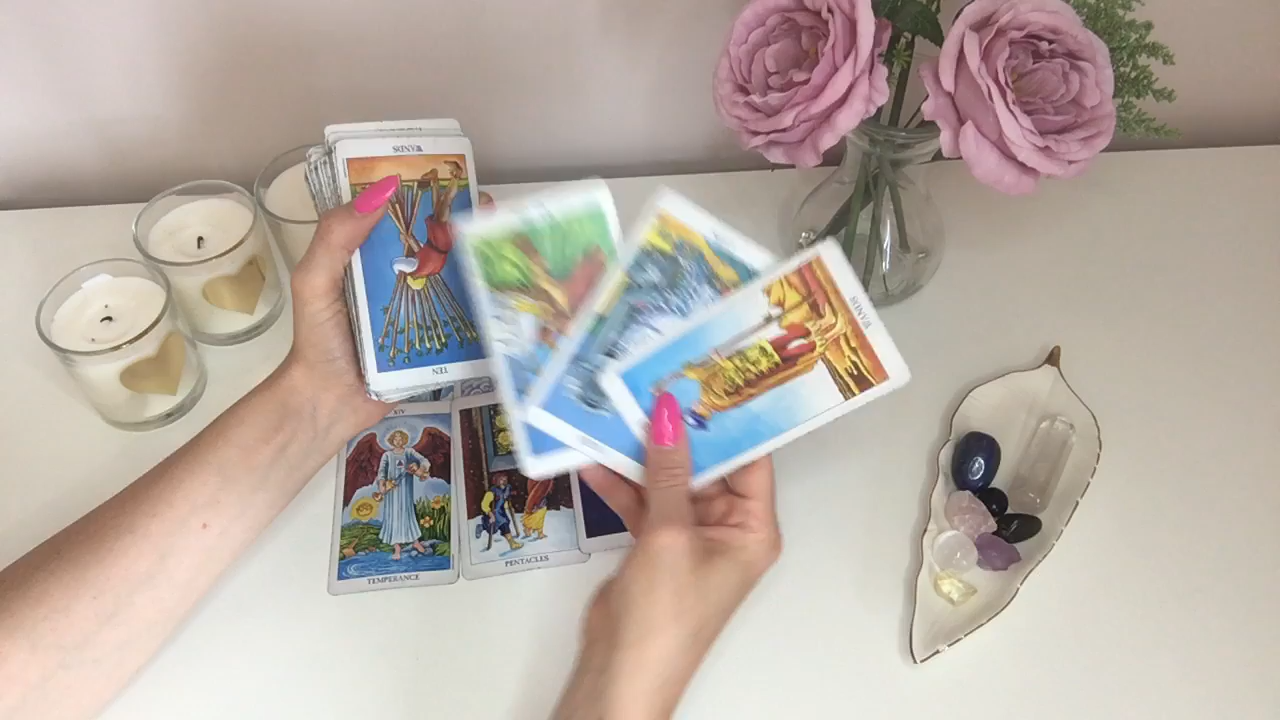 WANDS
TEN
WANDS
XIV
TEMPERANCE
PENTACLES